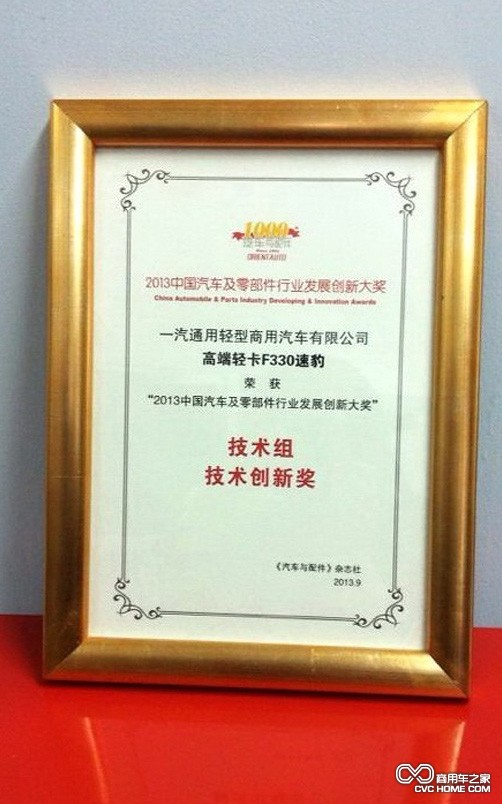 1000
汽车与配件
Since 1982
ORIENTAUTO
2013中国汽车及零部件行业发展创新大奖
China Automobile & Parts Industry Developing & Innovation Awards
一汽通用轻型商用汽车有限公司
高端轻卡F330速豹
荣 获
“2013中国汽车及零部件行业发展创新大奖”
技术组
技术创新奖
《汽车与配件》杂志社
2013.9
商用车之家
CVC HOME.COM